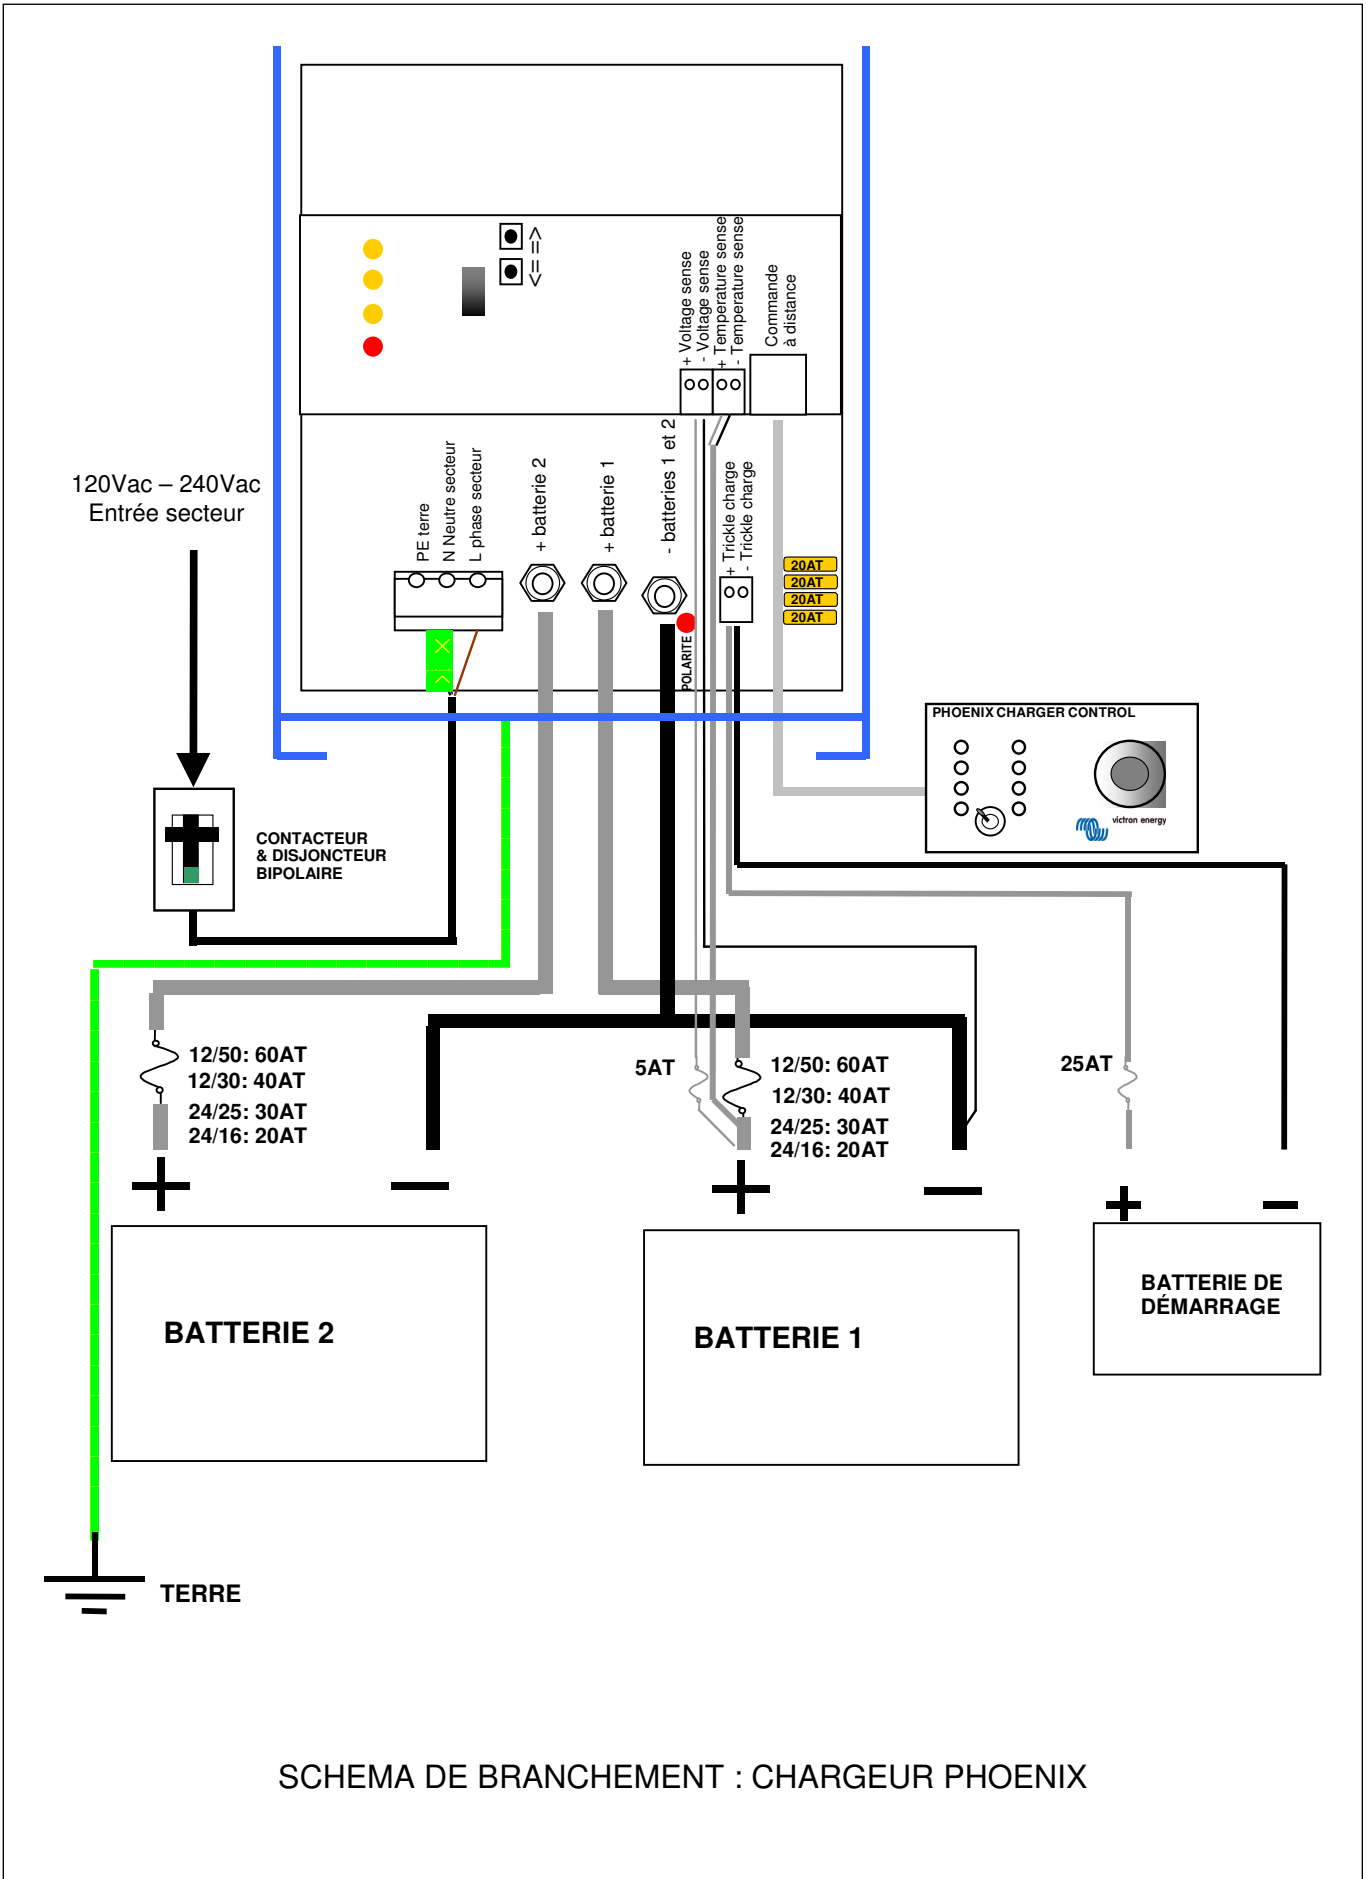 <= =>
+ Voltage sense
- Voltage sense
+ Temperature sense
- Temperature sense
Commande
à distance
120Vac – 240Vac
Entrée secteur
PE terre
N Neutre secteur
L phase secteur
+ batterie 2
+ batterie 1
- batteries 1 et 2
+ Trickle charge
- Trickle charge
20AT
20AT
20AT
20AT
POLARITE
PHOENIX CHARGER CONTROL
victron energy
CONTACTEUR
& DISJONCTEUR
BIPOLAIRE
12/50: 60AT
12/30: 40AT
24/25: 30AT
24/16: 20AT
5AT
12/50: 60AT
12/30: 40AT
24/25: 30AT
24/16: 20AT
25AT
+
–
+
–
+
–
BATTERIE 2
BATTERIE 1
BATTERIE DE
DÉMARRAGE
TERRE
SCHEMA DE BRANCHEMENT : CHARGEUR PHOENIX